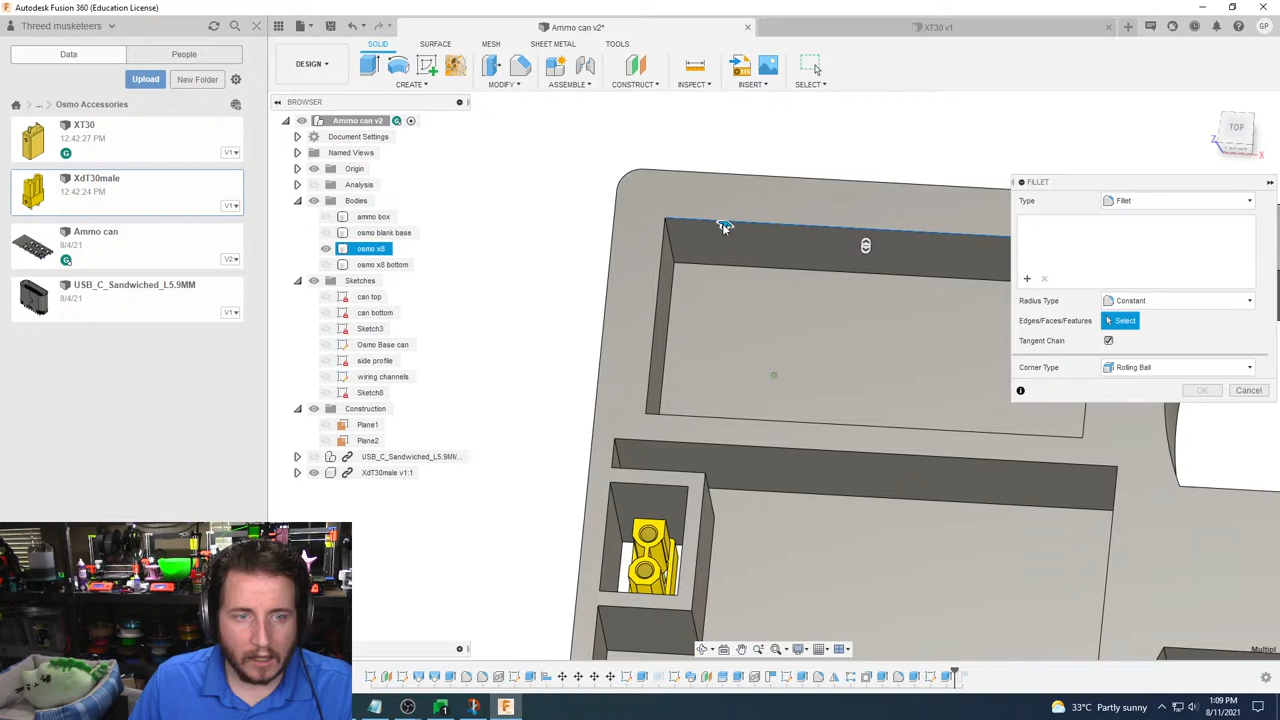 Autodesk Fusion 360 (Education License)
Threed musketeers
Ammo can v2*
XT30 v1
GP
Data
People
Upload
New Folder
... Osmo Accessories
XT30
12:42:27 PM
V1
XdT30male
12:42:24 PM
V1
Ammo can
8/4/21
V2
USB_C_Sandwiched_L5.9MM
8/4/21
V1
DESIGN
SOLID
SURFACE
MESH
SHEET METAL
TOOLS
CREATE
MODIFY
ASSEMBLE
CONSTRUCT
INSPECT
INSERT
SELECT
BROWSER
Ammo can v2
Document Settings
Named Views
Origin
Analysis
Bodies
ammo box
osmo blank base
osmo x8
osmo x8 bottom
Sketches
can top
can bottom
Sketch3
Osmo Base can
side profile
wiring channels
Sketch8
Construction
Plane1
Plane2
USB_C_Sandwiched_L5.9MM...
XdT30male v1:1
TOP
Z
X
FILLET
Type
Fillet
Radius Type
Constant
Edges/Faces/Features
Select
Tangent Chain
Corner Type
Rolling Ball
OK
Cancel
Multipl
33°C Partly sunny
1:09 PM
8/11/2021